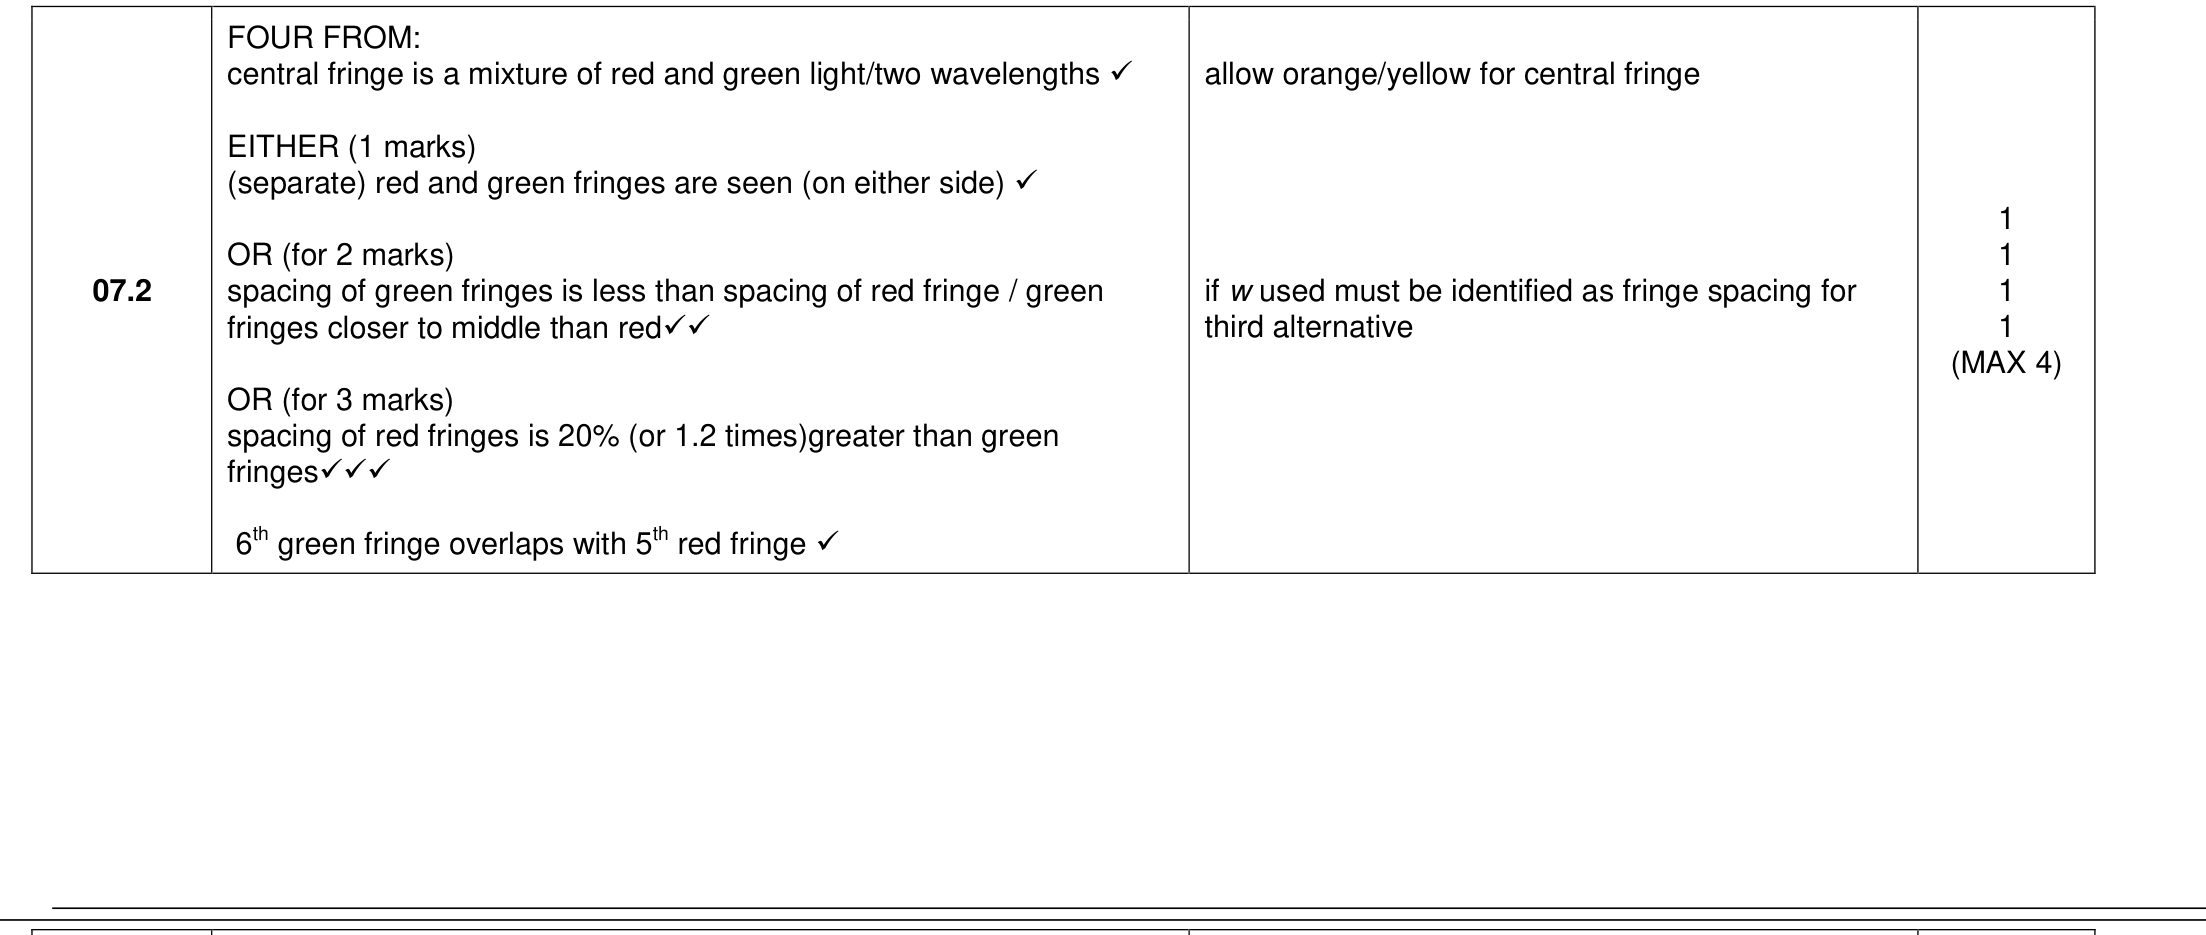 FOUR FROM:
central fringe is a mixture of red and green light/two wavelengths ✓
allow orange/yellow for central fringe
EITHER (1 marks)
(separate) red and green fringes are seen (on either side) ✓
OR (for 2 marks)
07.2
spacing of green fringes is less than spacing of red fringe / green
fringes closer to middle than red✓✓
if w used must be identified as fringe spacing for
third alternative
OR (for 3 marks)
spacing of red fringes is 20% (or 1.2 times)greater than green
fringes✓✓✓
6th green fringe overlaps with 5th red fringe ✓
1
1
1
1
(MAX 4)